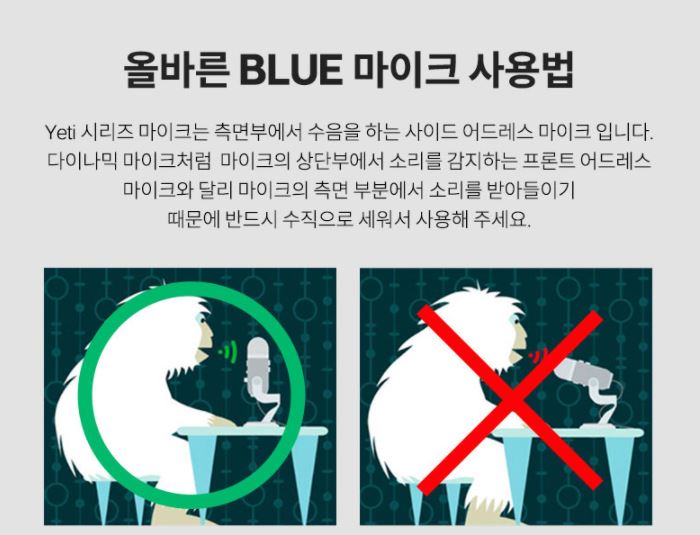 올바른 BLUE 마이크 사용법
Yeti 시리즈 마이크는 측면부에서 수음을 하는 사이드 어드레스 마이크 입니다.
다이나믹 마이크처럼 마이크의 상단부에서 소리를 감지하는 프론트 어드레스
마이크와 달리 마이크의 측면 부분에서 소리를 받아들이기
때문에 반드시 수직으로 세워서 사용해 주세요.